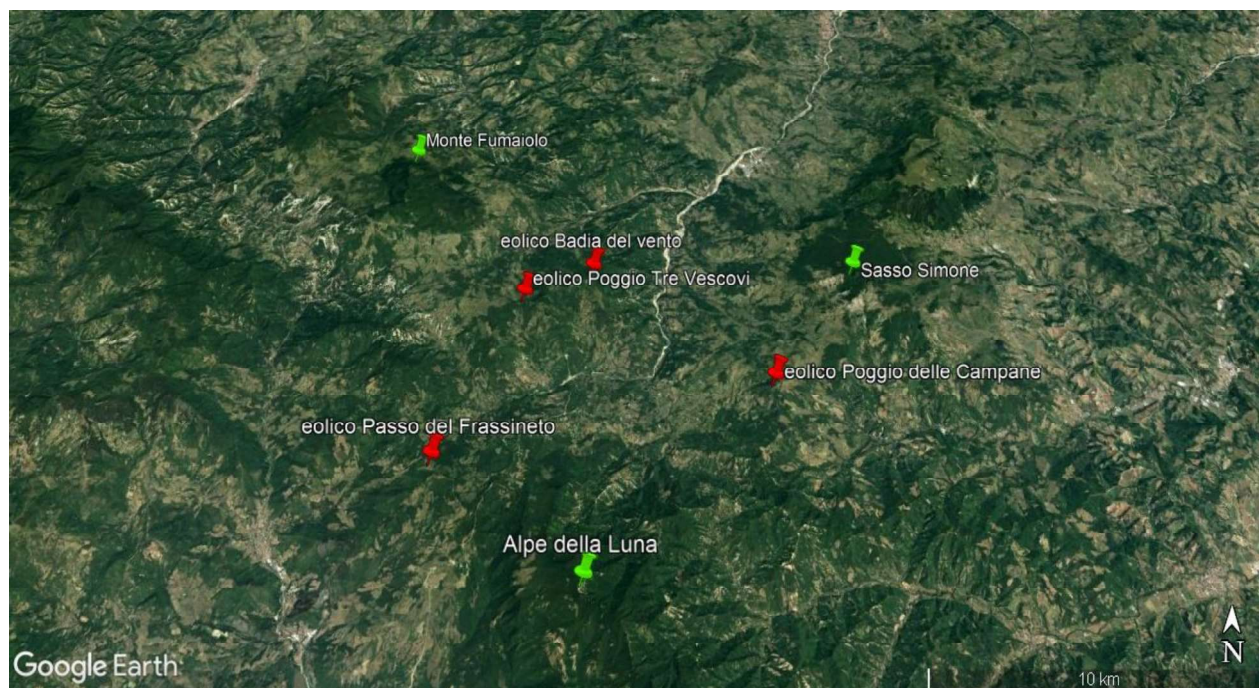 Monte Fumaiolo
eolico Badia del vento
eolico Poggio Tre Vescovi
Sasso Simone
eolico Poggio delle Campane
eolico Passo del Frassineto
Alpe della Luna
Google Earth
N
10 km